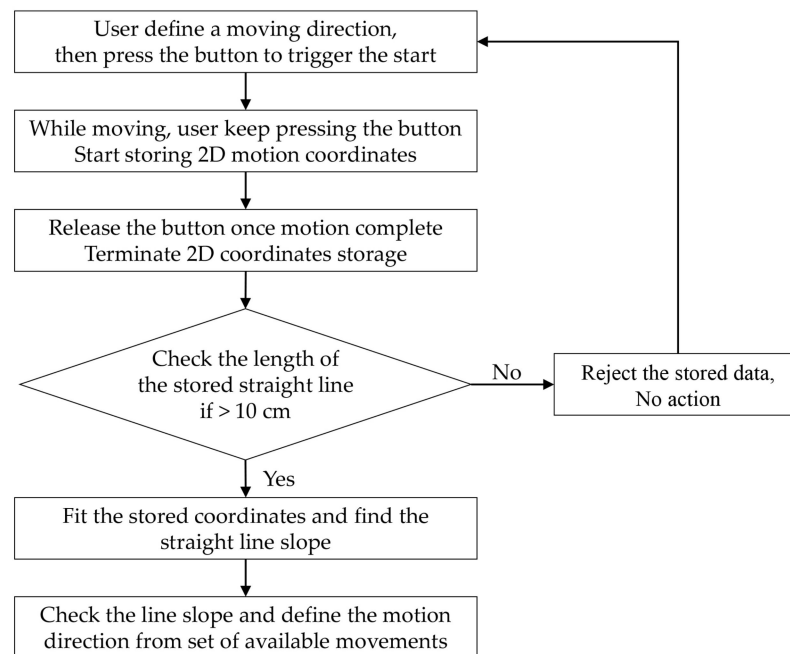 User define a moving direction,
then press the button to trigger the start
While moving, user keep pressing the button
Start storing 2D motion coordinates
Release the button once motion complete
Terminate 2D coordinates storage
Check the length of
the stored straight line
if > 10 cm
No
Reject the stored data,
No action
Yes
Fit the stored coordinates and find the
straight line slope
Check the line slope and define the motion
direction from set of available movements